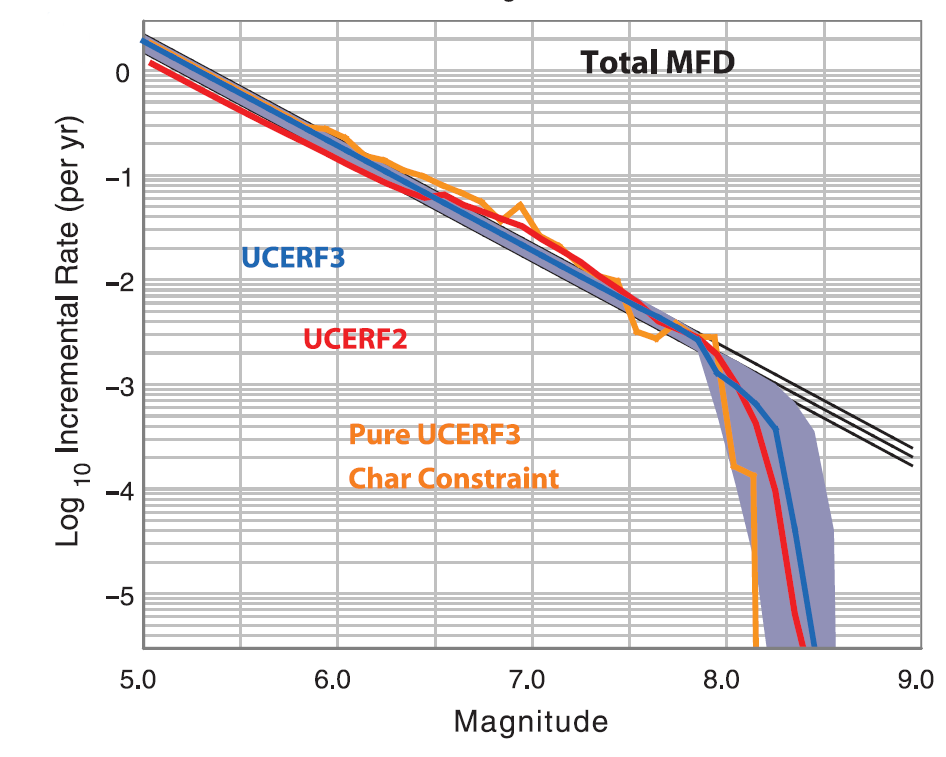 Total MFD
0
−1
UCERF3
−2
UCERF2
−3
Pure UCERF3
Char Constraint
−4
−5
Log 10 Incremental Rate (per yr)
5.0 6.0 7.0 8.0 9.0
Magnitude